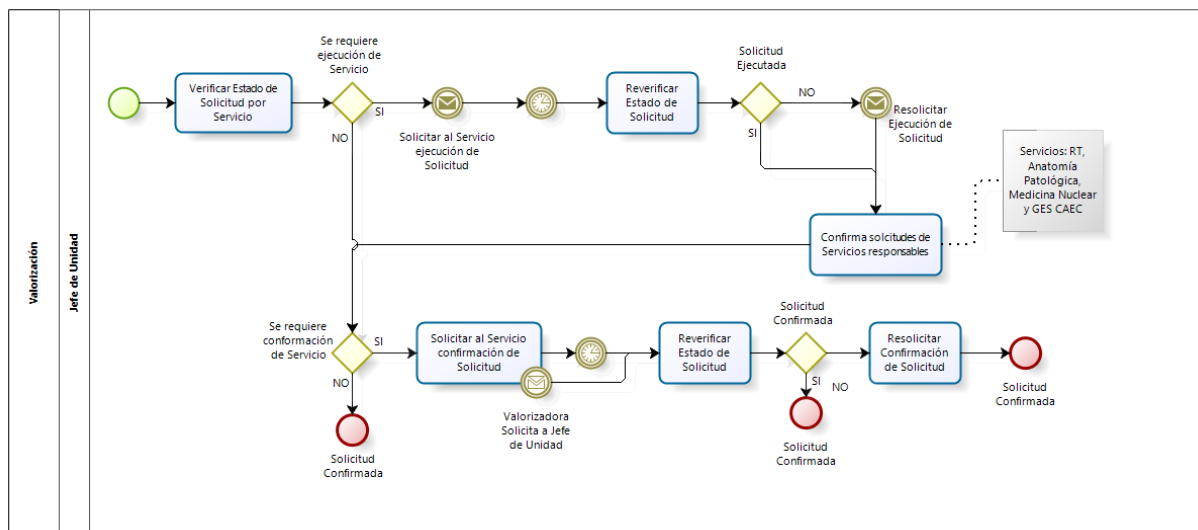 Valorización
Jefe de Unidad
Verificar Estado de
Solicitud por
Servicio
Se requiere
ejecución de
Servicio
SI
NO
Solicitar al Servicio
ejecución de
Solicitud
Reverificar
Estado de
Solicitud
Solicitud
Ejecutada
NO
SI
Resolicitar
Ejecución de
Solicitud
Servicios: RT,
Anatomía
Patológica,
Medicina Nuclear
y GES CAEC
Confirma solcitudes de
Servicios responsables
Se requiere
conformación
de Servicio
SI
NO
Solicitud
Confirmada
Solicitar al Servicio
confirmación de
Solicitud
Valorizadora
Solicita a Jefe
de Unidad
Reverificar
Estado de
Solicitud
Solicitud
Confirmada
SI
NO
Solicitud
Confirmada
Resolicitar
Confirmación
de Solicitud
Solicitud
Confirmada